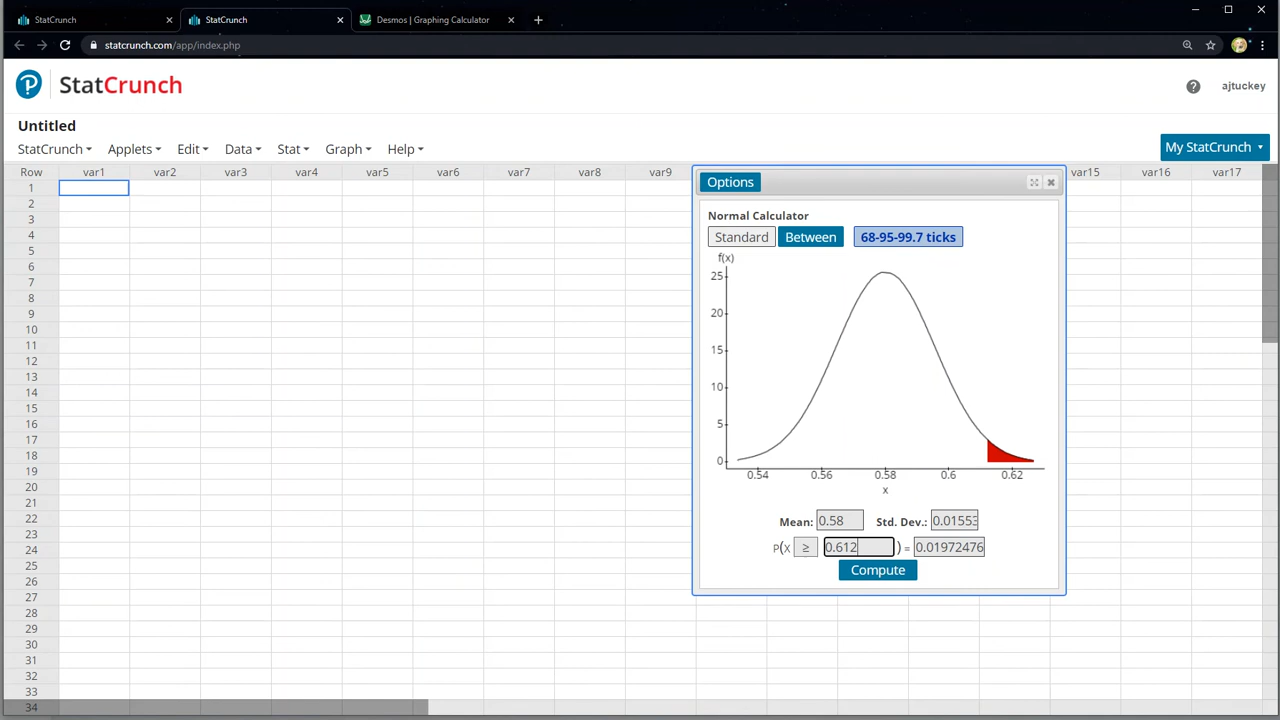 StatCrunch
StatCrunch
Desmos | Graphing Calculator
statcrunch.com/app/index.php
StatCrunch
ajtuckey
Untitled
StatCrunch Applets Edit Data Stat Graph Help
My StatCrunch
Row var1 var2 var3 var4 var5 var6 var7 var8 var9 var15 var16 var17
1
2
3
4
5
6
7
8
9
10
11
12
13
14
15
16
17
18
19
20
21
22
23
24
25
26
27
28
29
30
31
32
33
34
Options
Normal Calculator
Standard Between 68-95-99.7 ticks
f(x)
25
20
15
10
5
0
0.54 0.56 0.58 0.6 0.62
x
Mean: 0.58 Std. Dev.: 0.01553
P(X ≥ 0.612 ) = 0.01972476
Compute